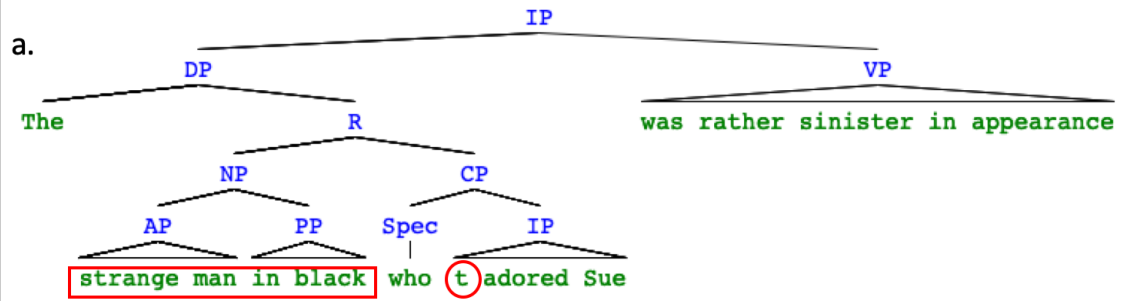 IP
a.
DP VP
The R was rather sinister in appearance
NP CP
AP PP Spec IP
strange man in black who t adored Sue